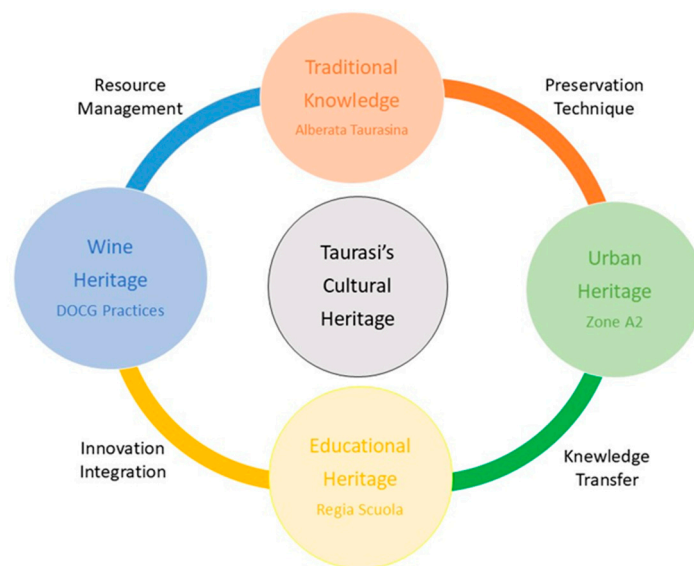 Traditional
Knowledge
Alberata Taurasina
Resource
Management
Preservation
Technique
Wine
Heritage
DOCG Practices
Taurasi's
Cultural
Heritage
Urban
Heritage
Zone A2
Innovation
Integration
Educational
Heritage
Regia Scuola
Knewledge
Transfer